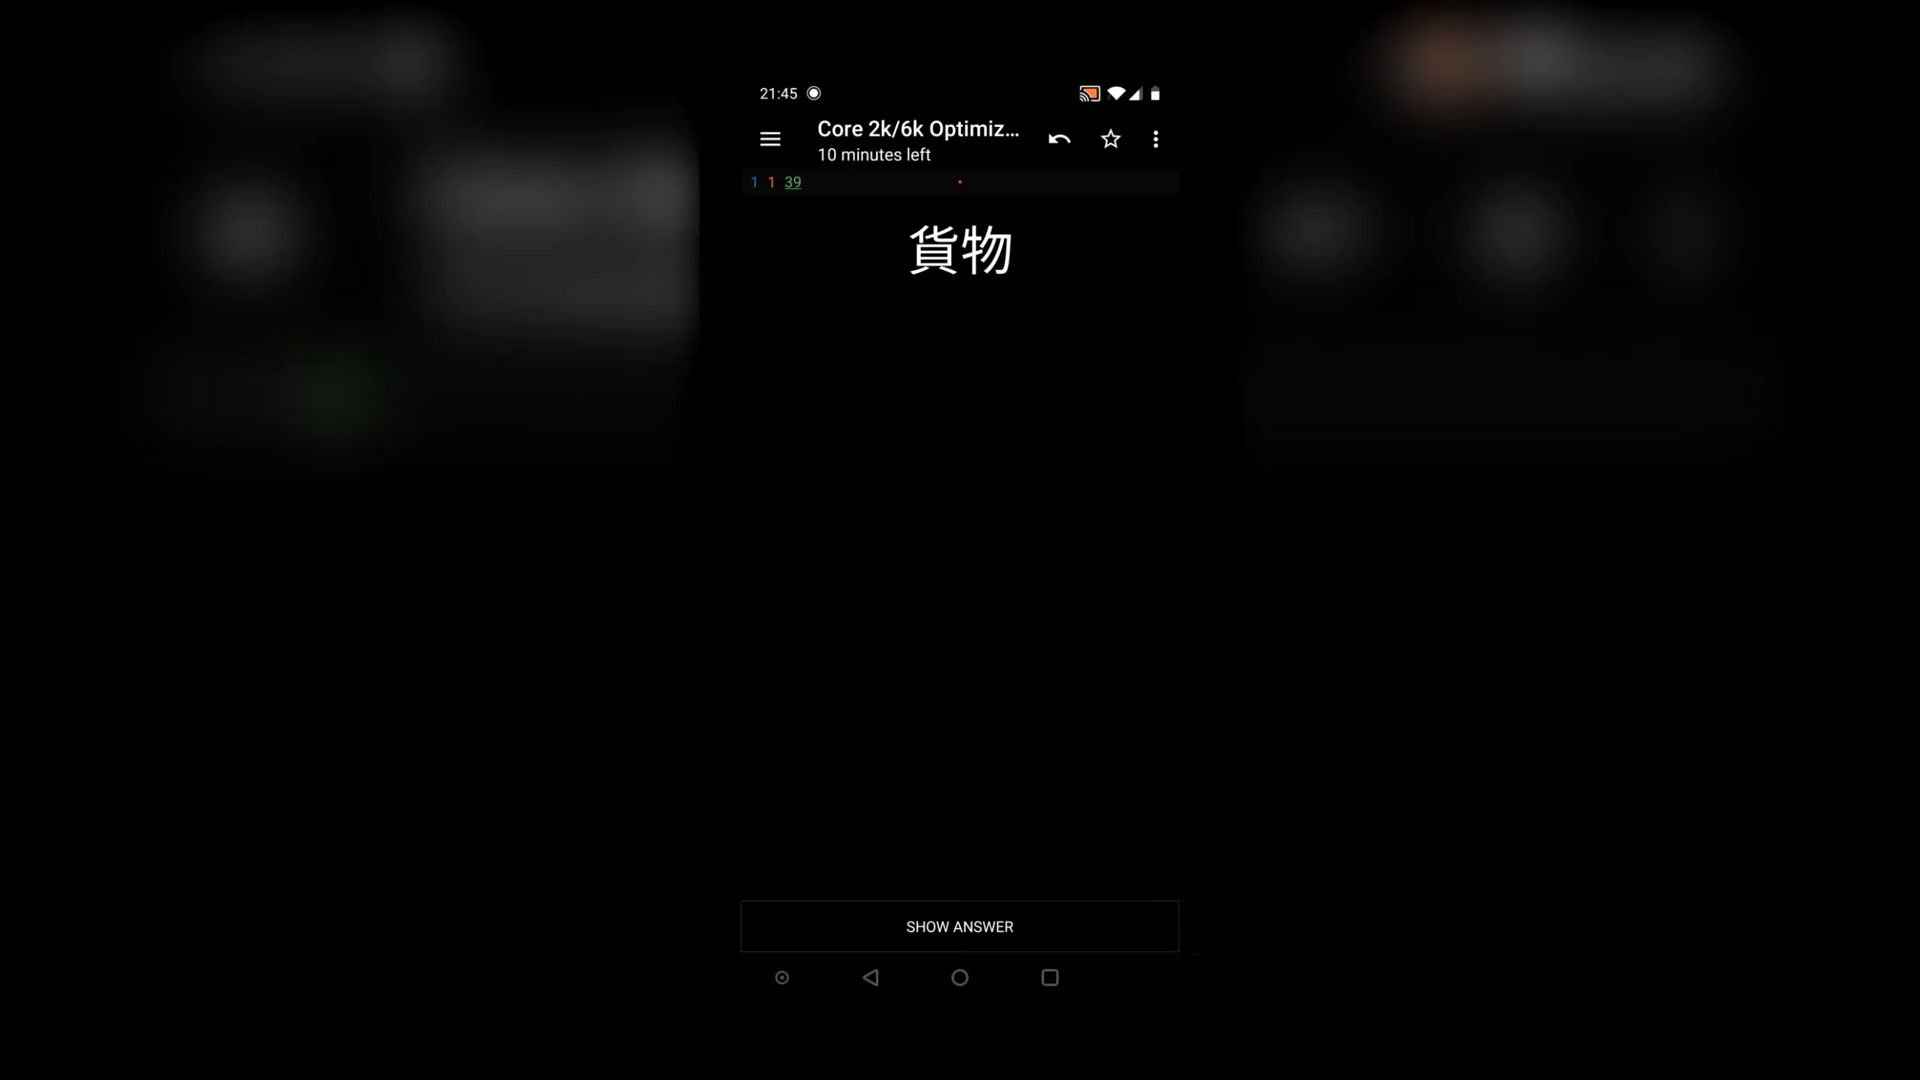 21:45
Core 2k/6k Optimiz...
10 minutes left
1 1 39
貨物
SHOW ANSWER